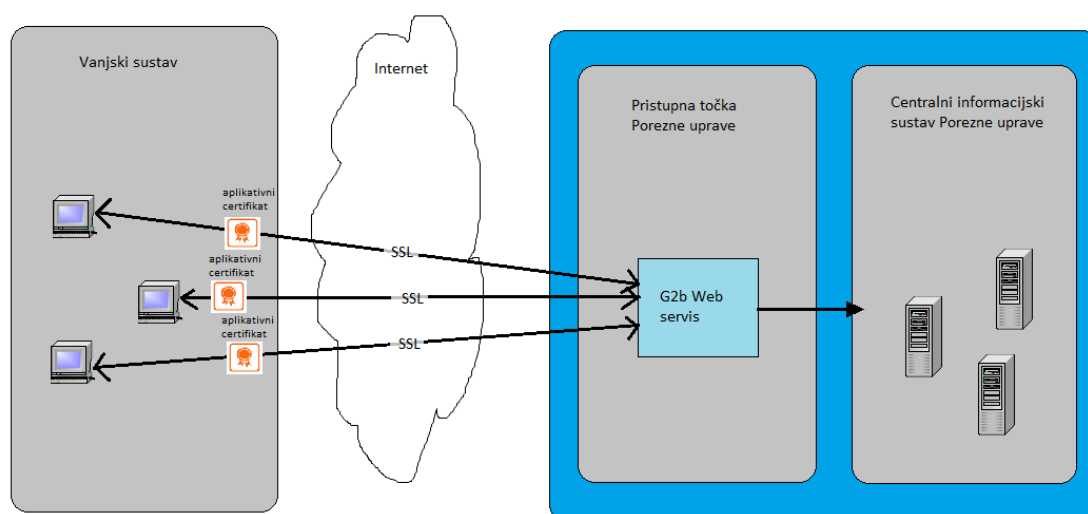 Vanjski sustav
Internet
Pristupna točka
Porezne uprave
Centralni informacijski
sustav Porezne uprave
aplikativni
certifikat
SSL
aplikativni
certifikat
SSL
G2b Web
servis
aplikativni
certifikat
SSL